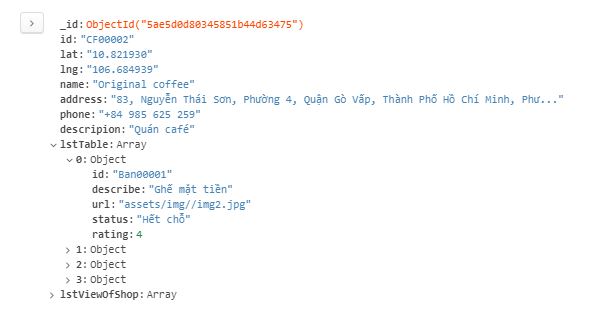 _id:ObjectId("5ae5d0d80345851b44d63475")
id:"CF00002"
lat:"10.821930"
lng:"106.684939"
name:"Original coffee"
address:"83, Nguyễn Thái Sơn, Phường 4, Quận Gò Vấp, Thành Phố Hồ Chí Minh, Phư..."
phone:"+84 985 625 259"
descripion:"Quán café"
lstTable:Array
0:Object
id:"Ban00001"
describe:"Ghế mặt tiền"
url:"assets/img//img2.jpg"
status:"Hết chỗ"
rating:4
1:Object
2:Object
3:Object
lstViewOfShop:Array